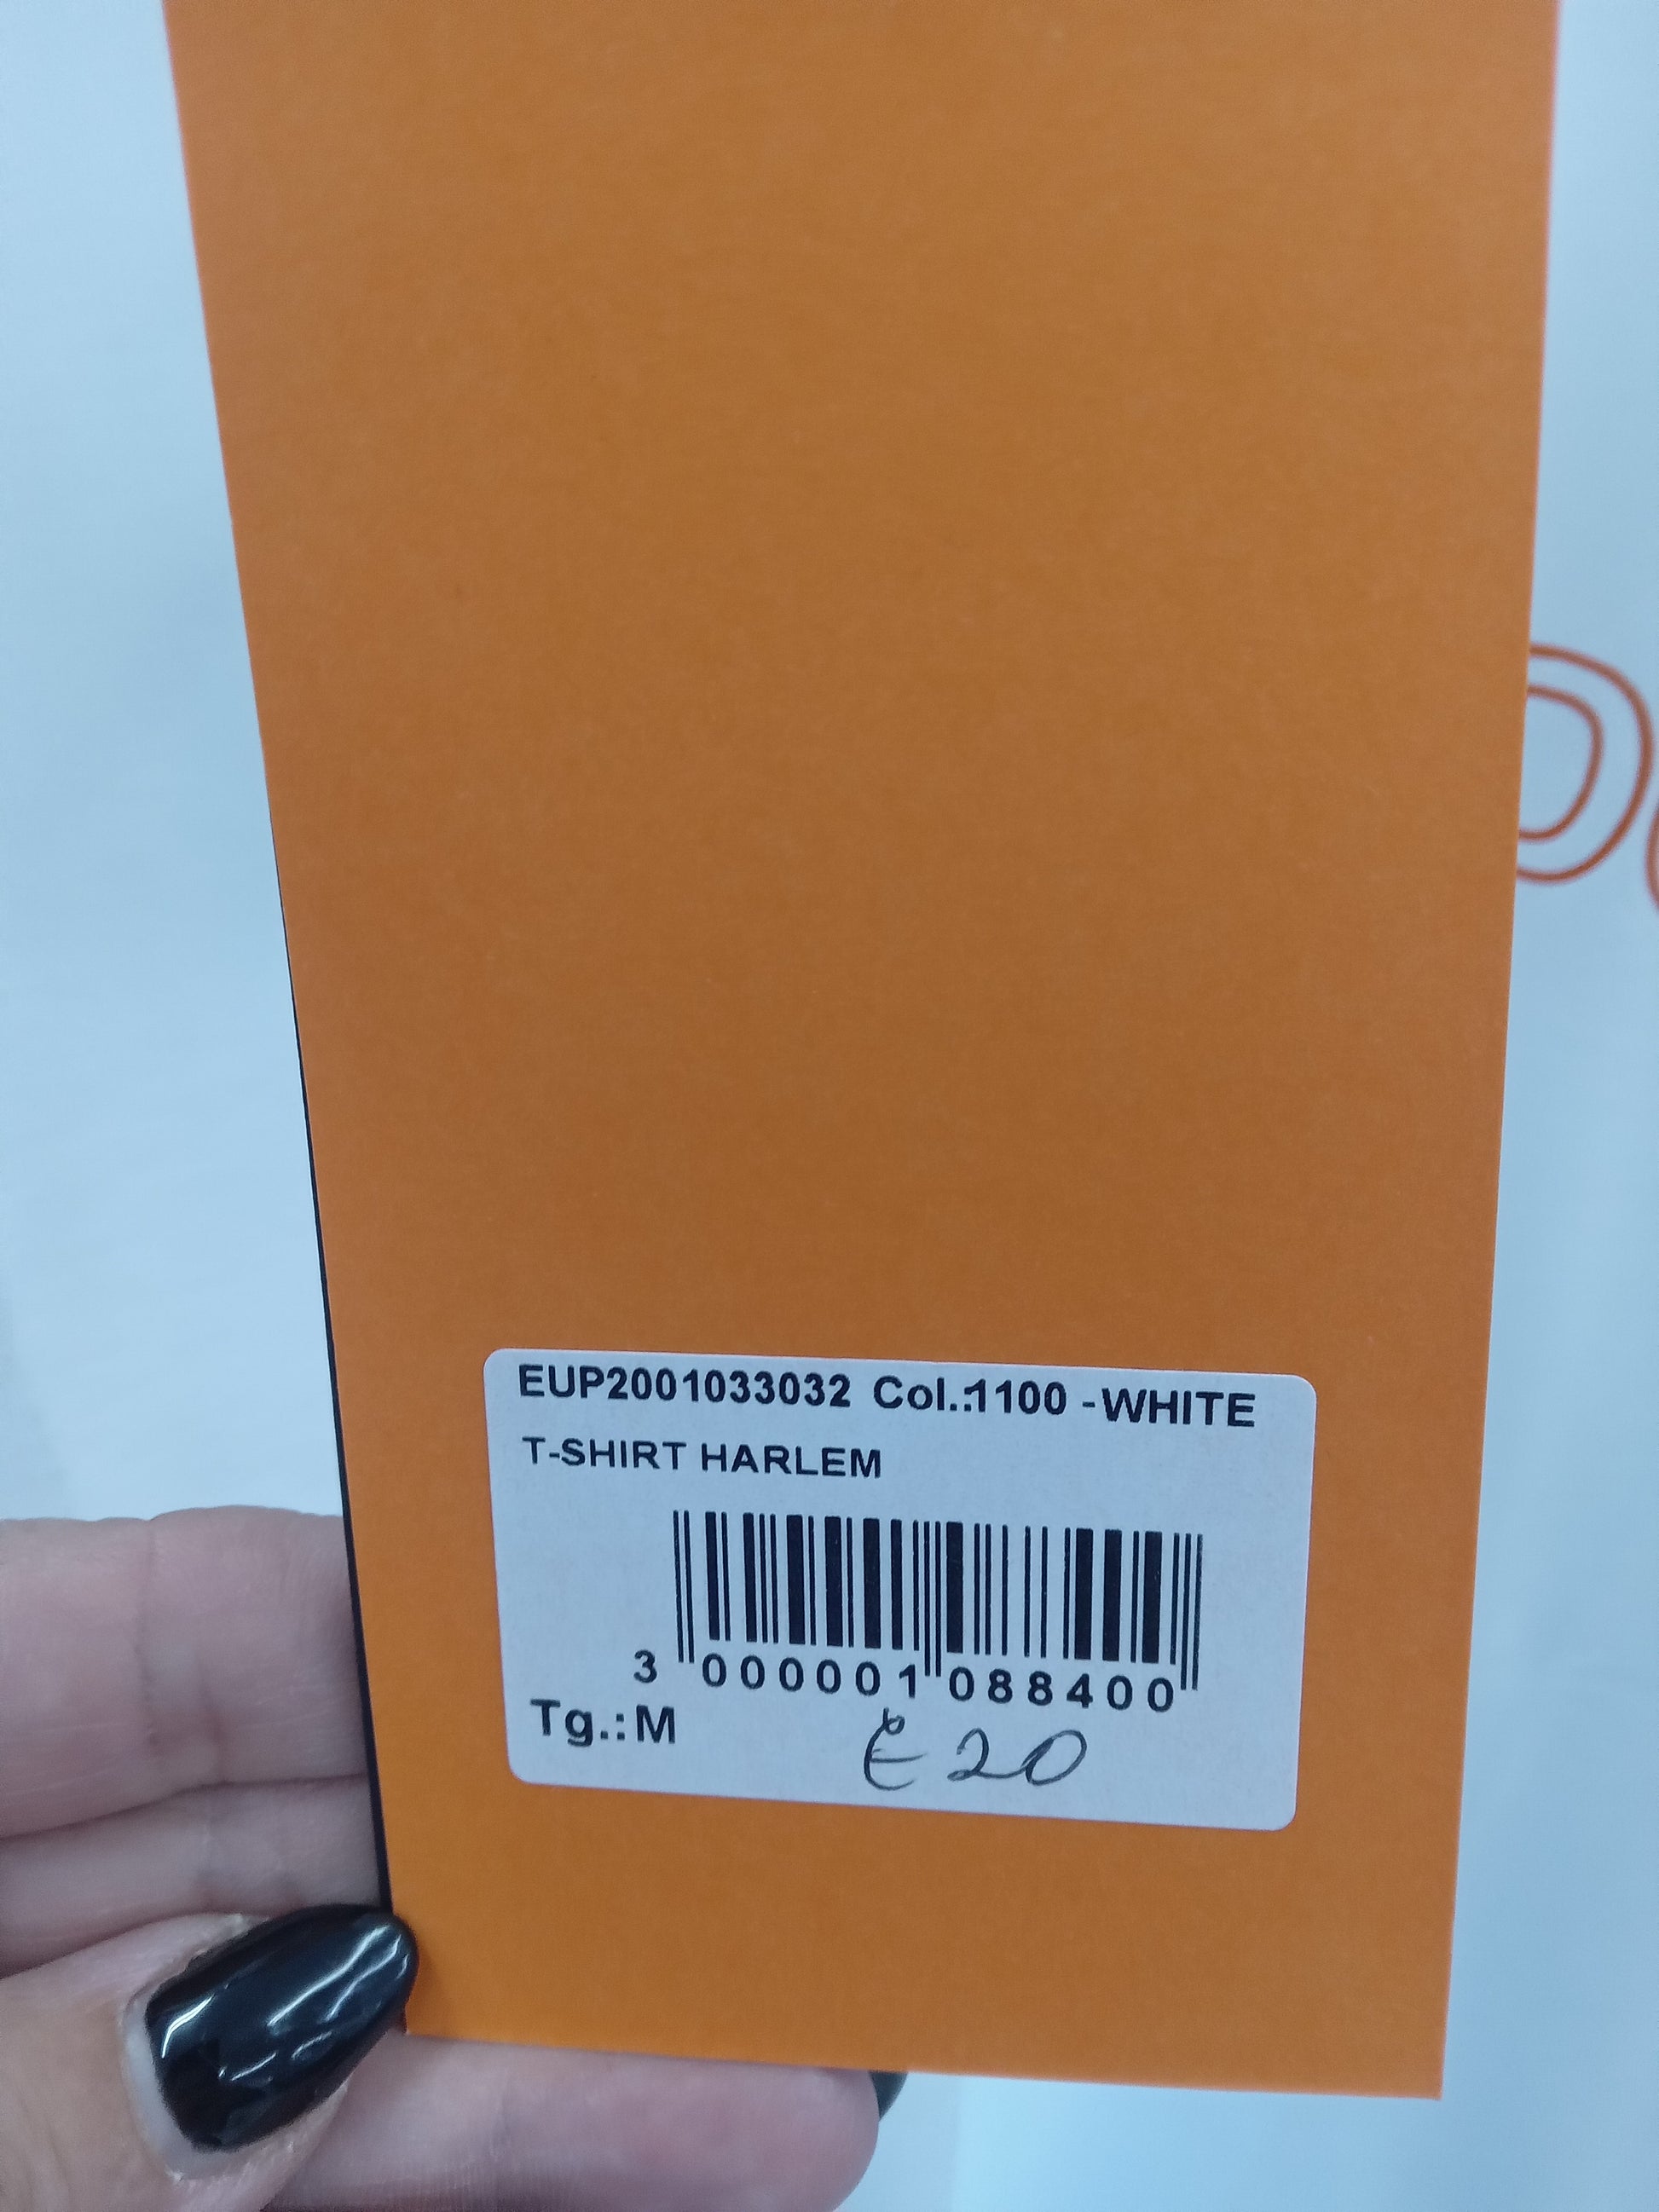 EUP2001033032 Col.:1100 -WHITE
T-SHIRT HARLEM
3 000001 088400
Tg.:M
€20